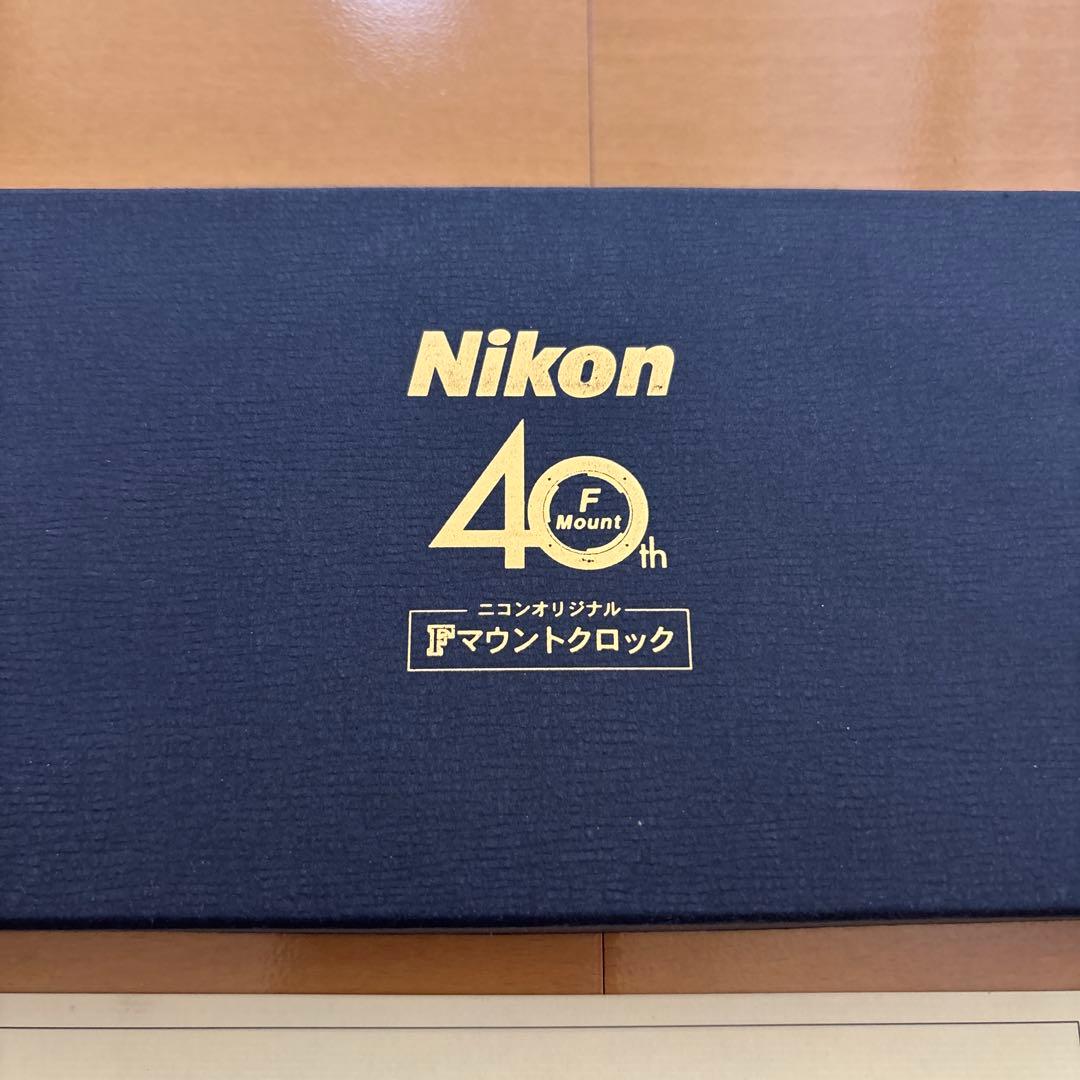 Nikon
40th
F
Mount
ニコンオリジナル
Fマウントクロック